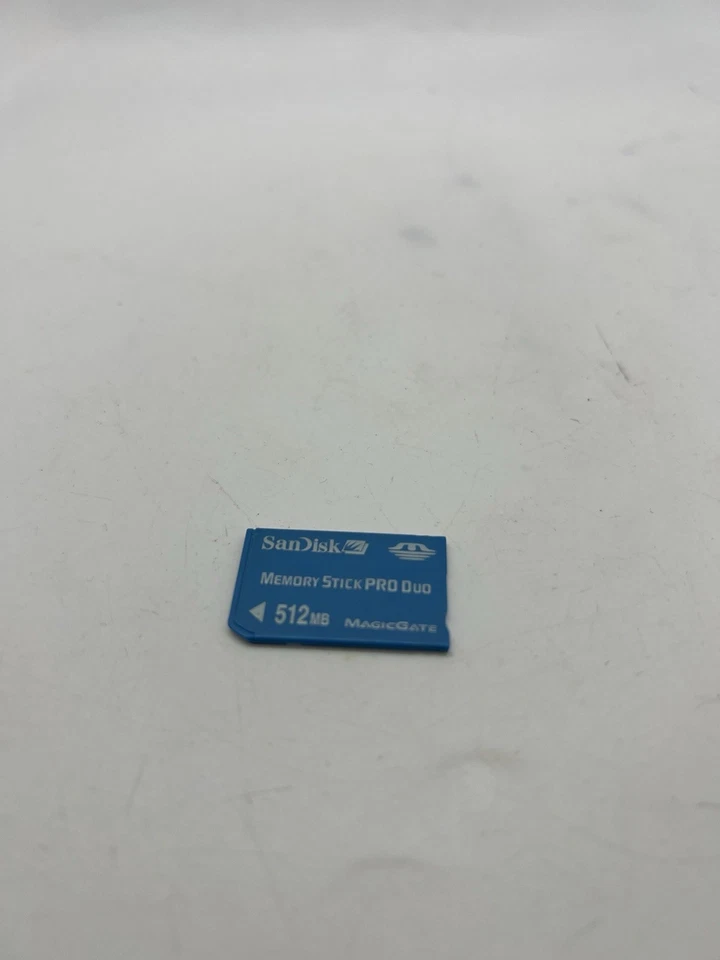 SanDisk
MEMORY STICK PRO DUO
512MB MAGICGATE